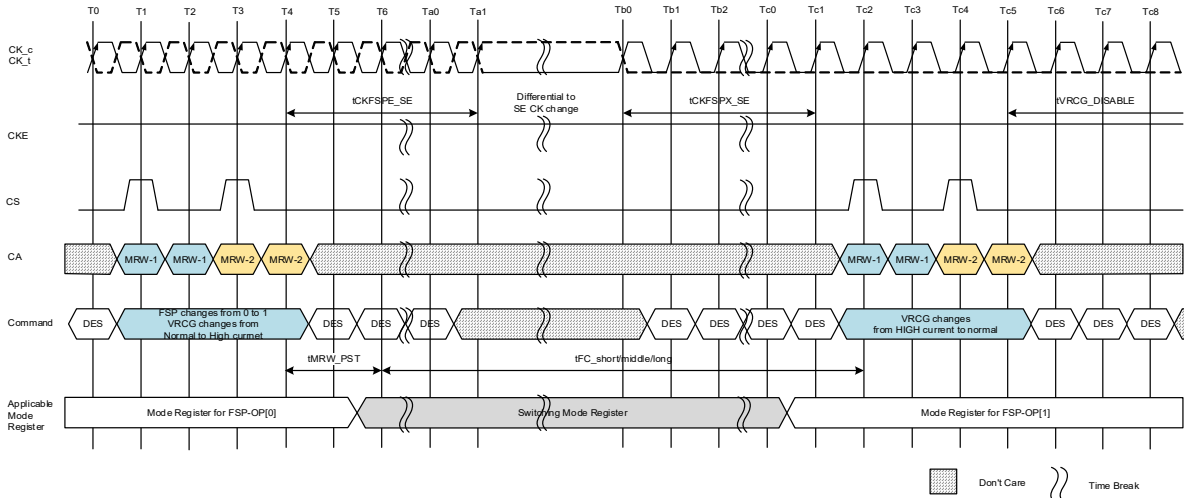 T0 T1 T2 T3 T4 T5 T6 Ta0 Ta1 Tb0 Tb1 Tb2 Tc0 Tc1 Tc2 Tc3 Tc4 Tc5 Tc6 Tc7 Tc8
CK_c
CK_t
tCKFSPE_SE
Differential to
SE CK change
tCKFSPX_SE
tVRCG_DISABLE
CKE
CS
CA
MRW-1 MRW-1 MRW-2 MRW-2 MRW-1 MRW-1 MRW-2 MRW-2
Command
DES
FSP changes from 0 to 1
VRCG changes from
Normal to High curmet
DES DES DES DES DES DES DES
VRCG changes
from HIGH current to normal
DES DES DES
tMRW_PST
tFC_short/middle/long
Applicable
Mode
Register
Mode Register for FSP-OP[0]
Switching Mode Register
Mode Register for FSP-OP[1]
Don't Care
Time Break